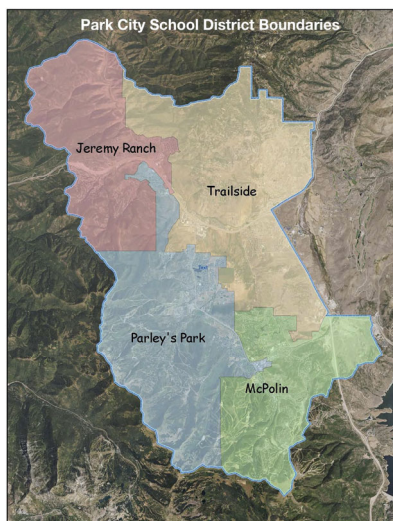 Park City School District Boundaries
Jeremy Ranch
Trailside
Parley's Park
McPolin